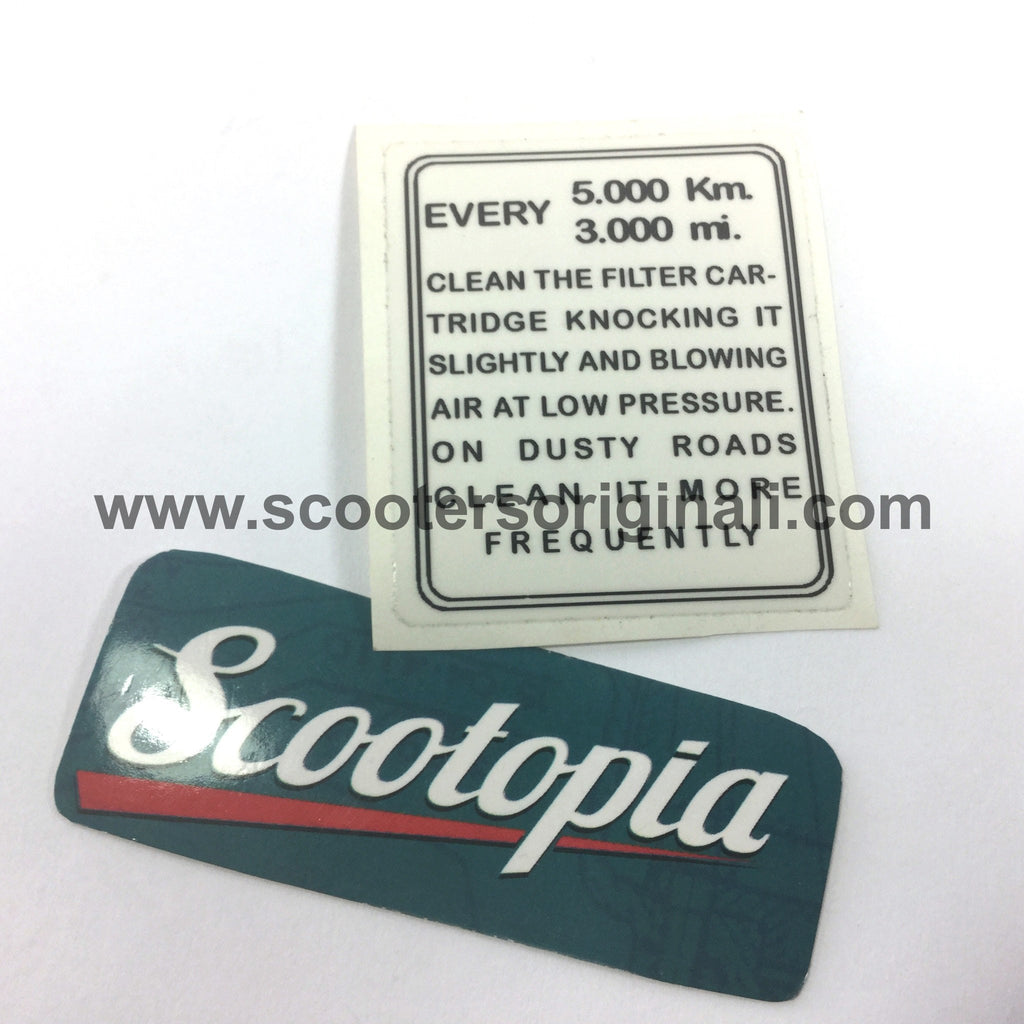 EVERY 5.000 Km.
3.000 mi.
CLEAN THE FILTER CAR-
TRIDGE KNOCKING IT
SLIGHTLY AND BLOWING
AIR AT LOW PRESSURE.
ON DUSTY ROADS
CLEAN IT MORE
www.scootersoriginali.com
FREQUENTLY
Scootopia